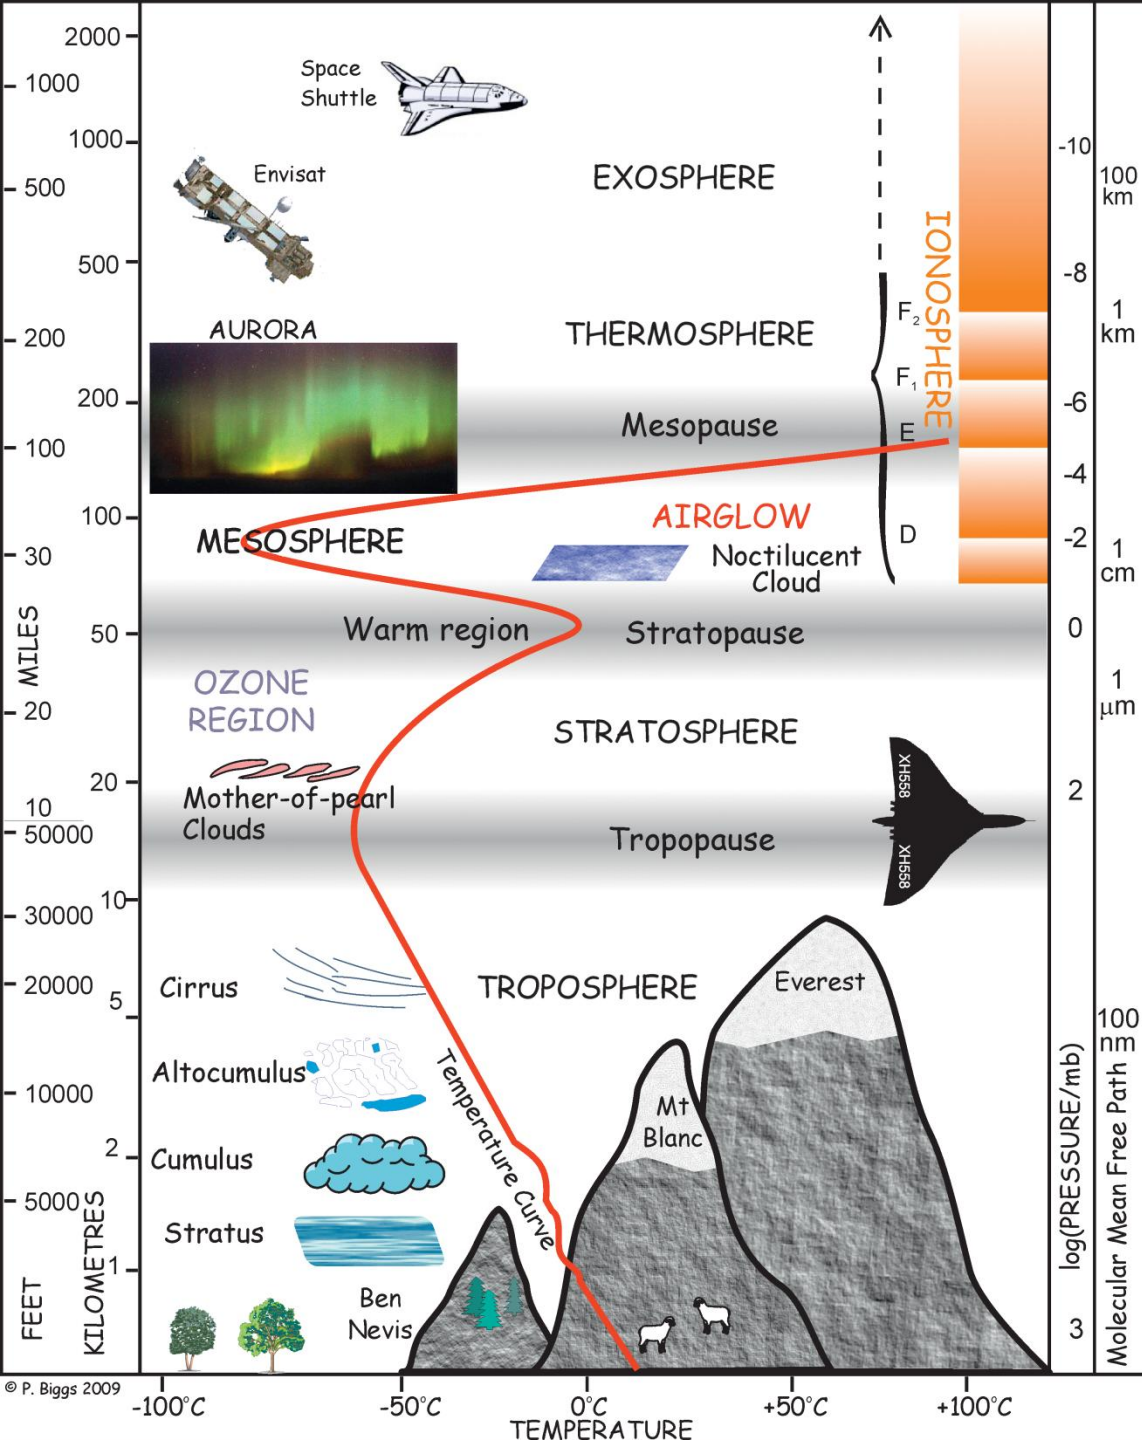 2000
1000
1000
500
500
200
200
100
100
30
50
20
20
10
50000
10
30000
20000
5
10000
2
5000
1
MILES
FEET
KILOMETRES
Space
Shuttle
Envisat
EXOSPHERE
AURORA
THERMOSPHERE
Mesopause
MESOSPHERE
AIRGLOW
Noctilucent
Cloud
Warm region
Stratopause
OZONE
REGION
STRATOSPHERE
Mother-of-pearl
Clouds
Tropopause
XH558
XH558
Cirrus
TROPOSPHERE
Everest
Altocumulus
Temperature Curve
Mt
Blanc
Cumulus
Stratus
Ben
Nevis
IONOSPHERE
F2
F1
E
D
-10
-8
-6
-4
-2
0
2
3
log(PRESSURE/mb)
100
km
1
km
1
cm
1
μm
100
nm
Molecular Mean Free Path
© P. Biggs 2009
-100°C
-50°C
0°C
+50°C
+100°C
TEMPERATURE